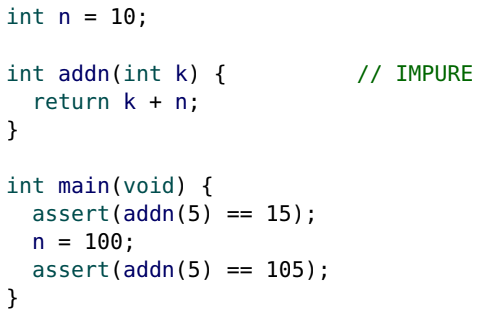 int n = 10;
int addn(int k) {          // IMPURE
  return k + n;
}
int main(void) {
  assert(addn(5) == 15);
  n = 100;
  assert(addn(5) == 105);
}